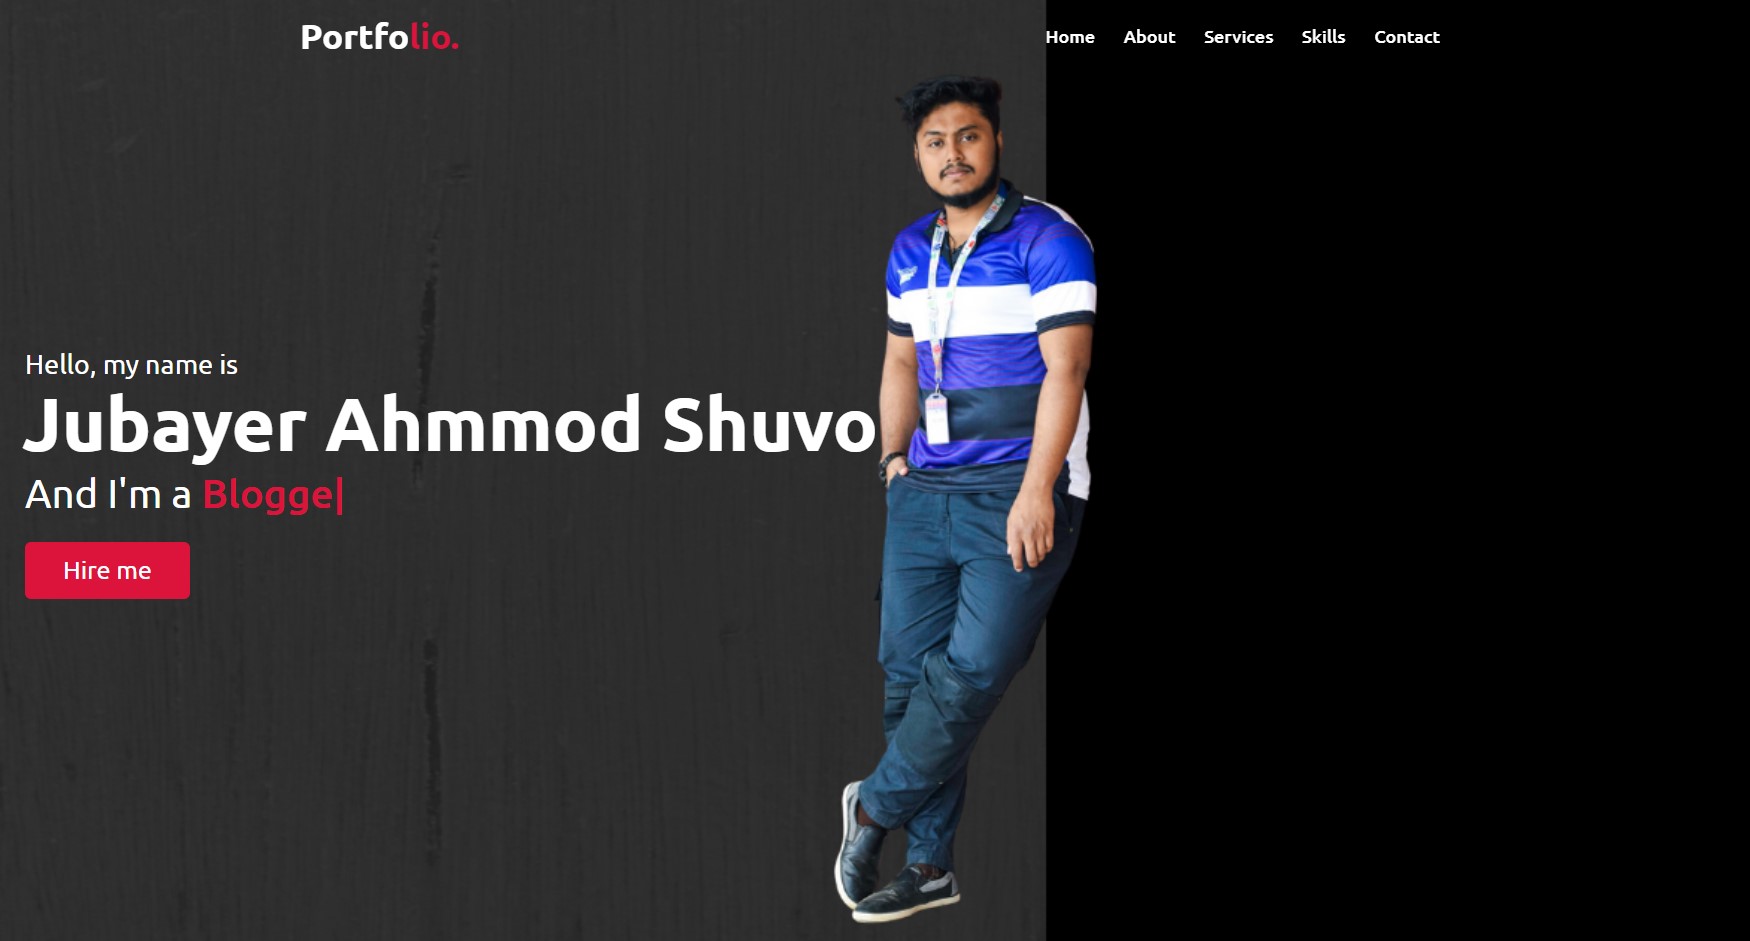 Portfolio.
Home About Services Skills Contact
Hello, my name is
Jubayer Ahmmod Shuvo
And I'm a Blogge|
Hire me